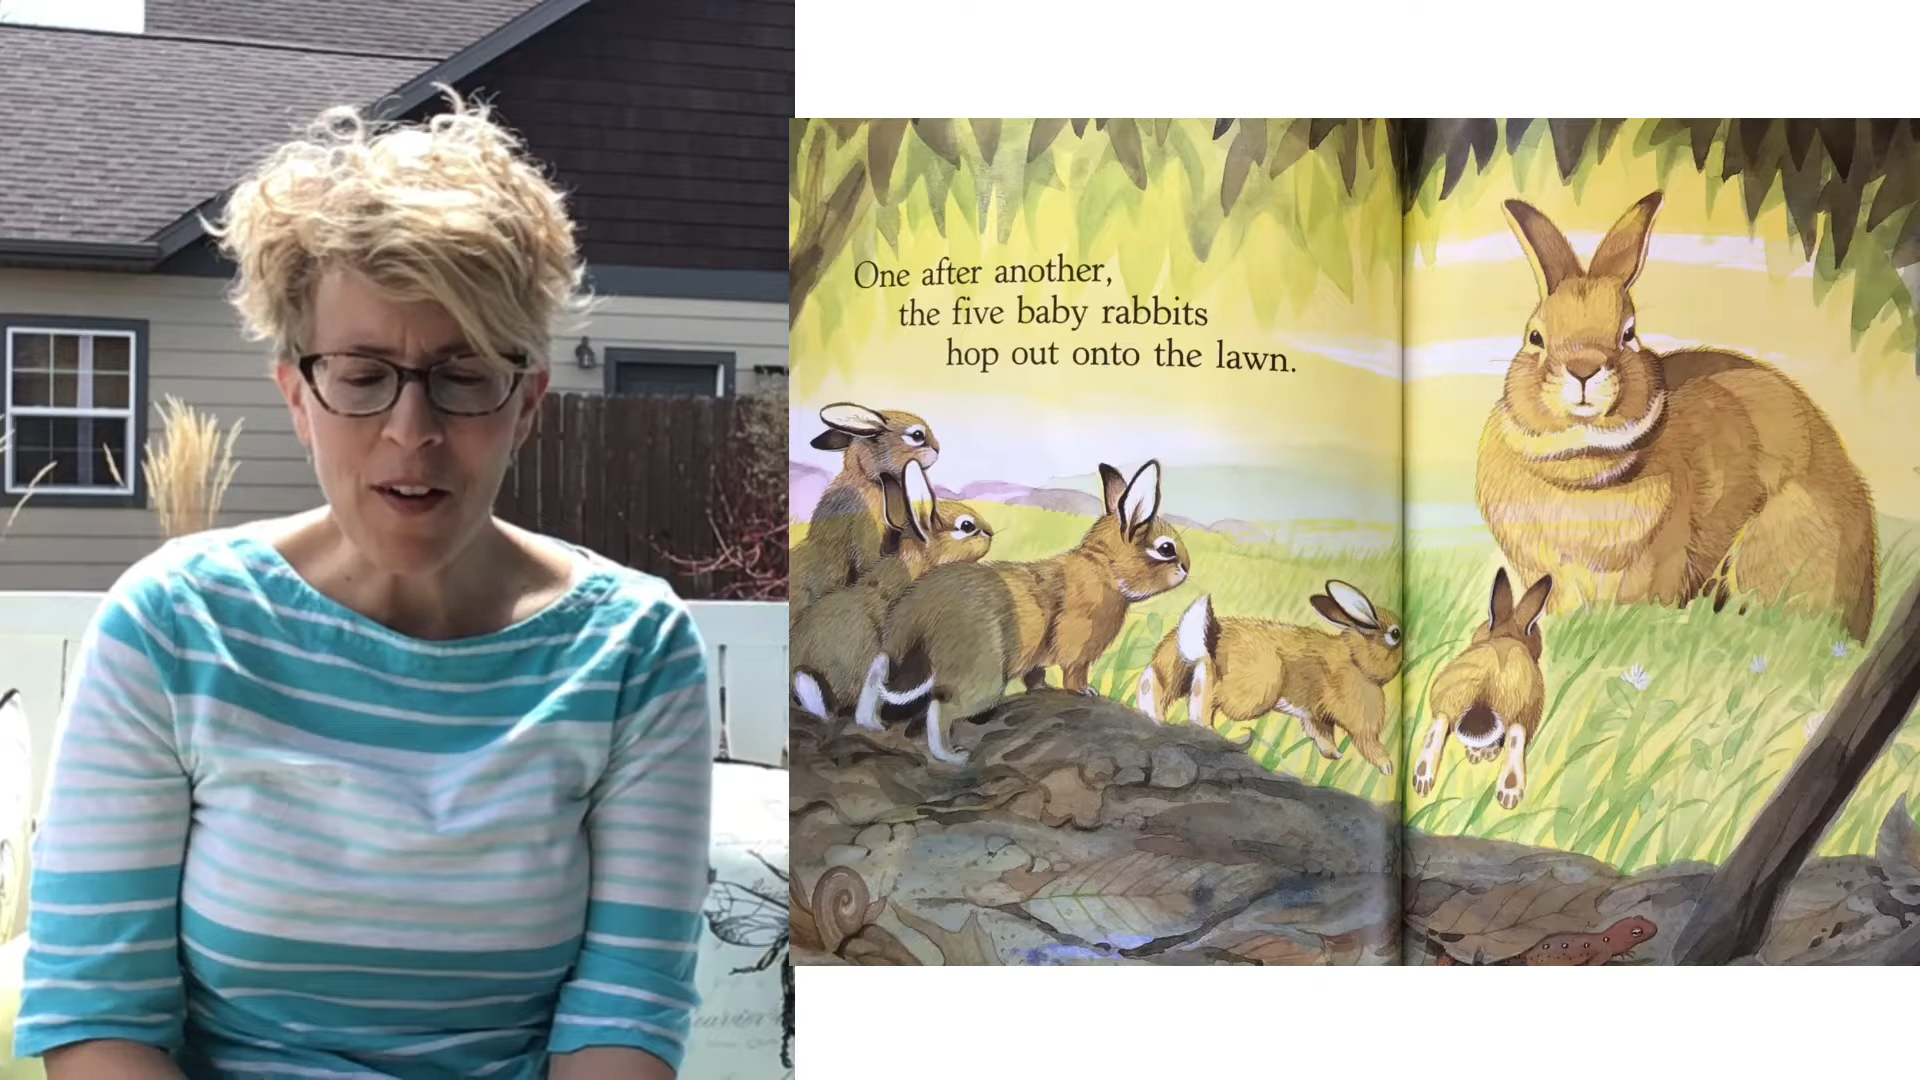 One after another,
the five baby rabbits
hop out onto the lawn.